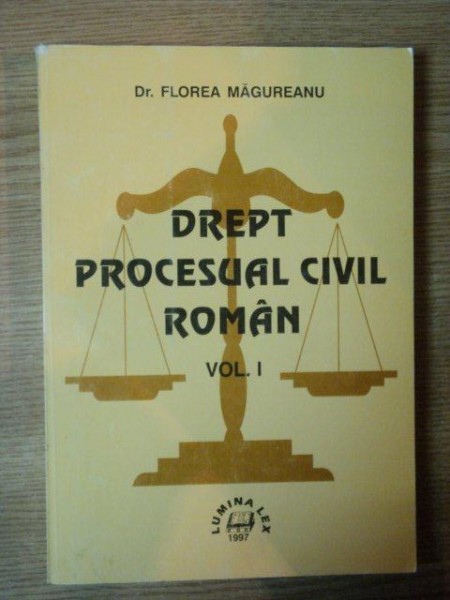 Dr. FLOREA MĂGUREANU
DREPT
PROCESUAL CIVIL
ROMÂN
VOL. I
LUMINA LEX
1997